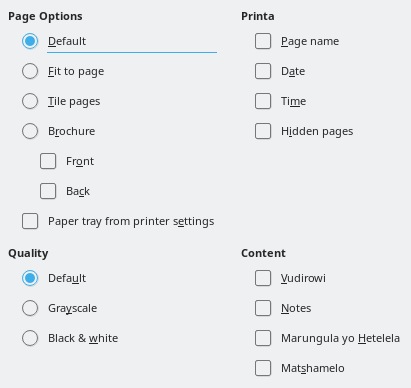 Page Options
Default
Fit to page
Tile pages
Brochure
Front
Back
Paper tray from printer settings
Printa
Page name
Date
Time
Hidden pages
Quality
Default
Grayscale
Black & white
Content
Vudirowi
Notes
Marungula yo Hetelela
Matshamelo